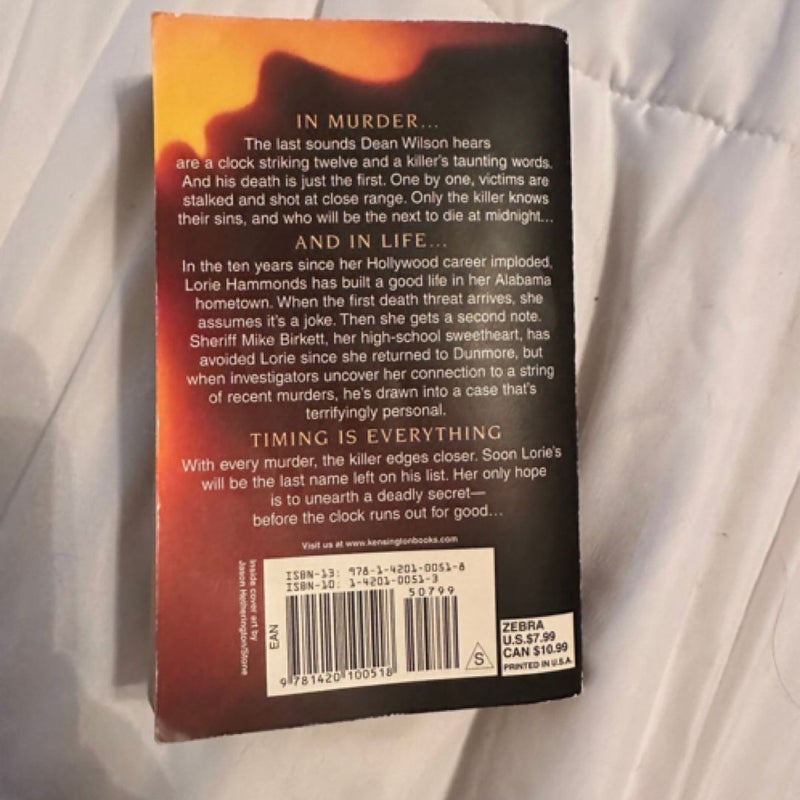 IN MURDER...
The last sounds Dean Wilson hears
are a clock striking twelve and a killer's taunting words.
And his death is just the first. One by one, victims are
stalked and shot at close range. Only the killer knows
their sins, and who will be the next to die at midnight...
AND IN LIFE...
In the ten years since her Hollywood career imploded,
Lorie Hammonds has built a good life in her Alabama
hometown. When the first death threat arrives, she
assumes it's a joke. Then she gets a second note.
Sheriff Mike Birkett, her high-school sweetheart, has
avoided Lorie since she returned to Dunmore, but
when investigators uncover her connection to a string
of recent murders, he's drawn into a case that's
terrifyingly personal.
TIMING IS EVERYTHING
With every murder, the killer edges closer. Soon Lorie's
will be the last name left on his list. Her only hope
is to unearth a deadly secret—
before the clock runs out for good...
Visit us at www.kensingtonbooks.com
Inside cover art by
Jason Hetherington/Stone
EAN
ISBN-13: 978-1-4201-0051-8
ISBN-10: 1-4201-0051-3
50799
9 781420 100518
S
ZEBRA
U.S.$7.99
CAN $10.99
PRINTED IN U.S.A.